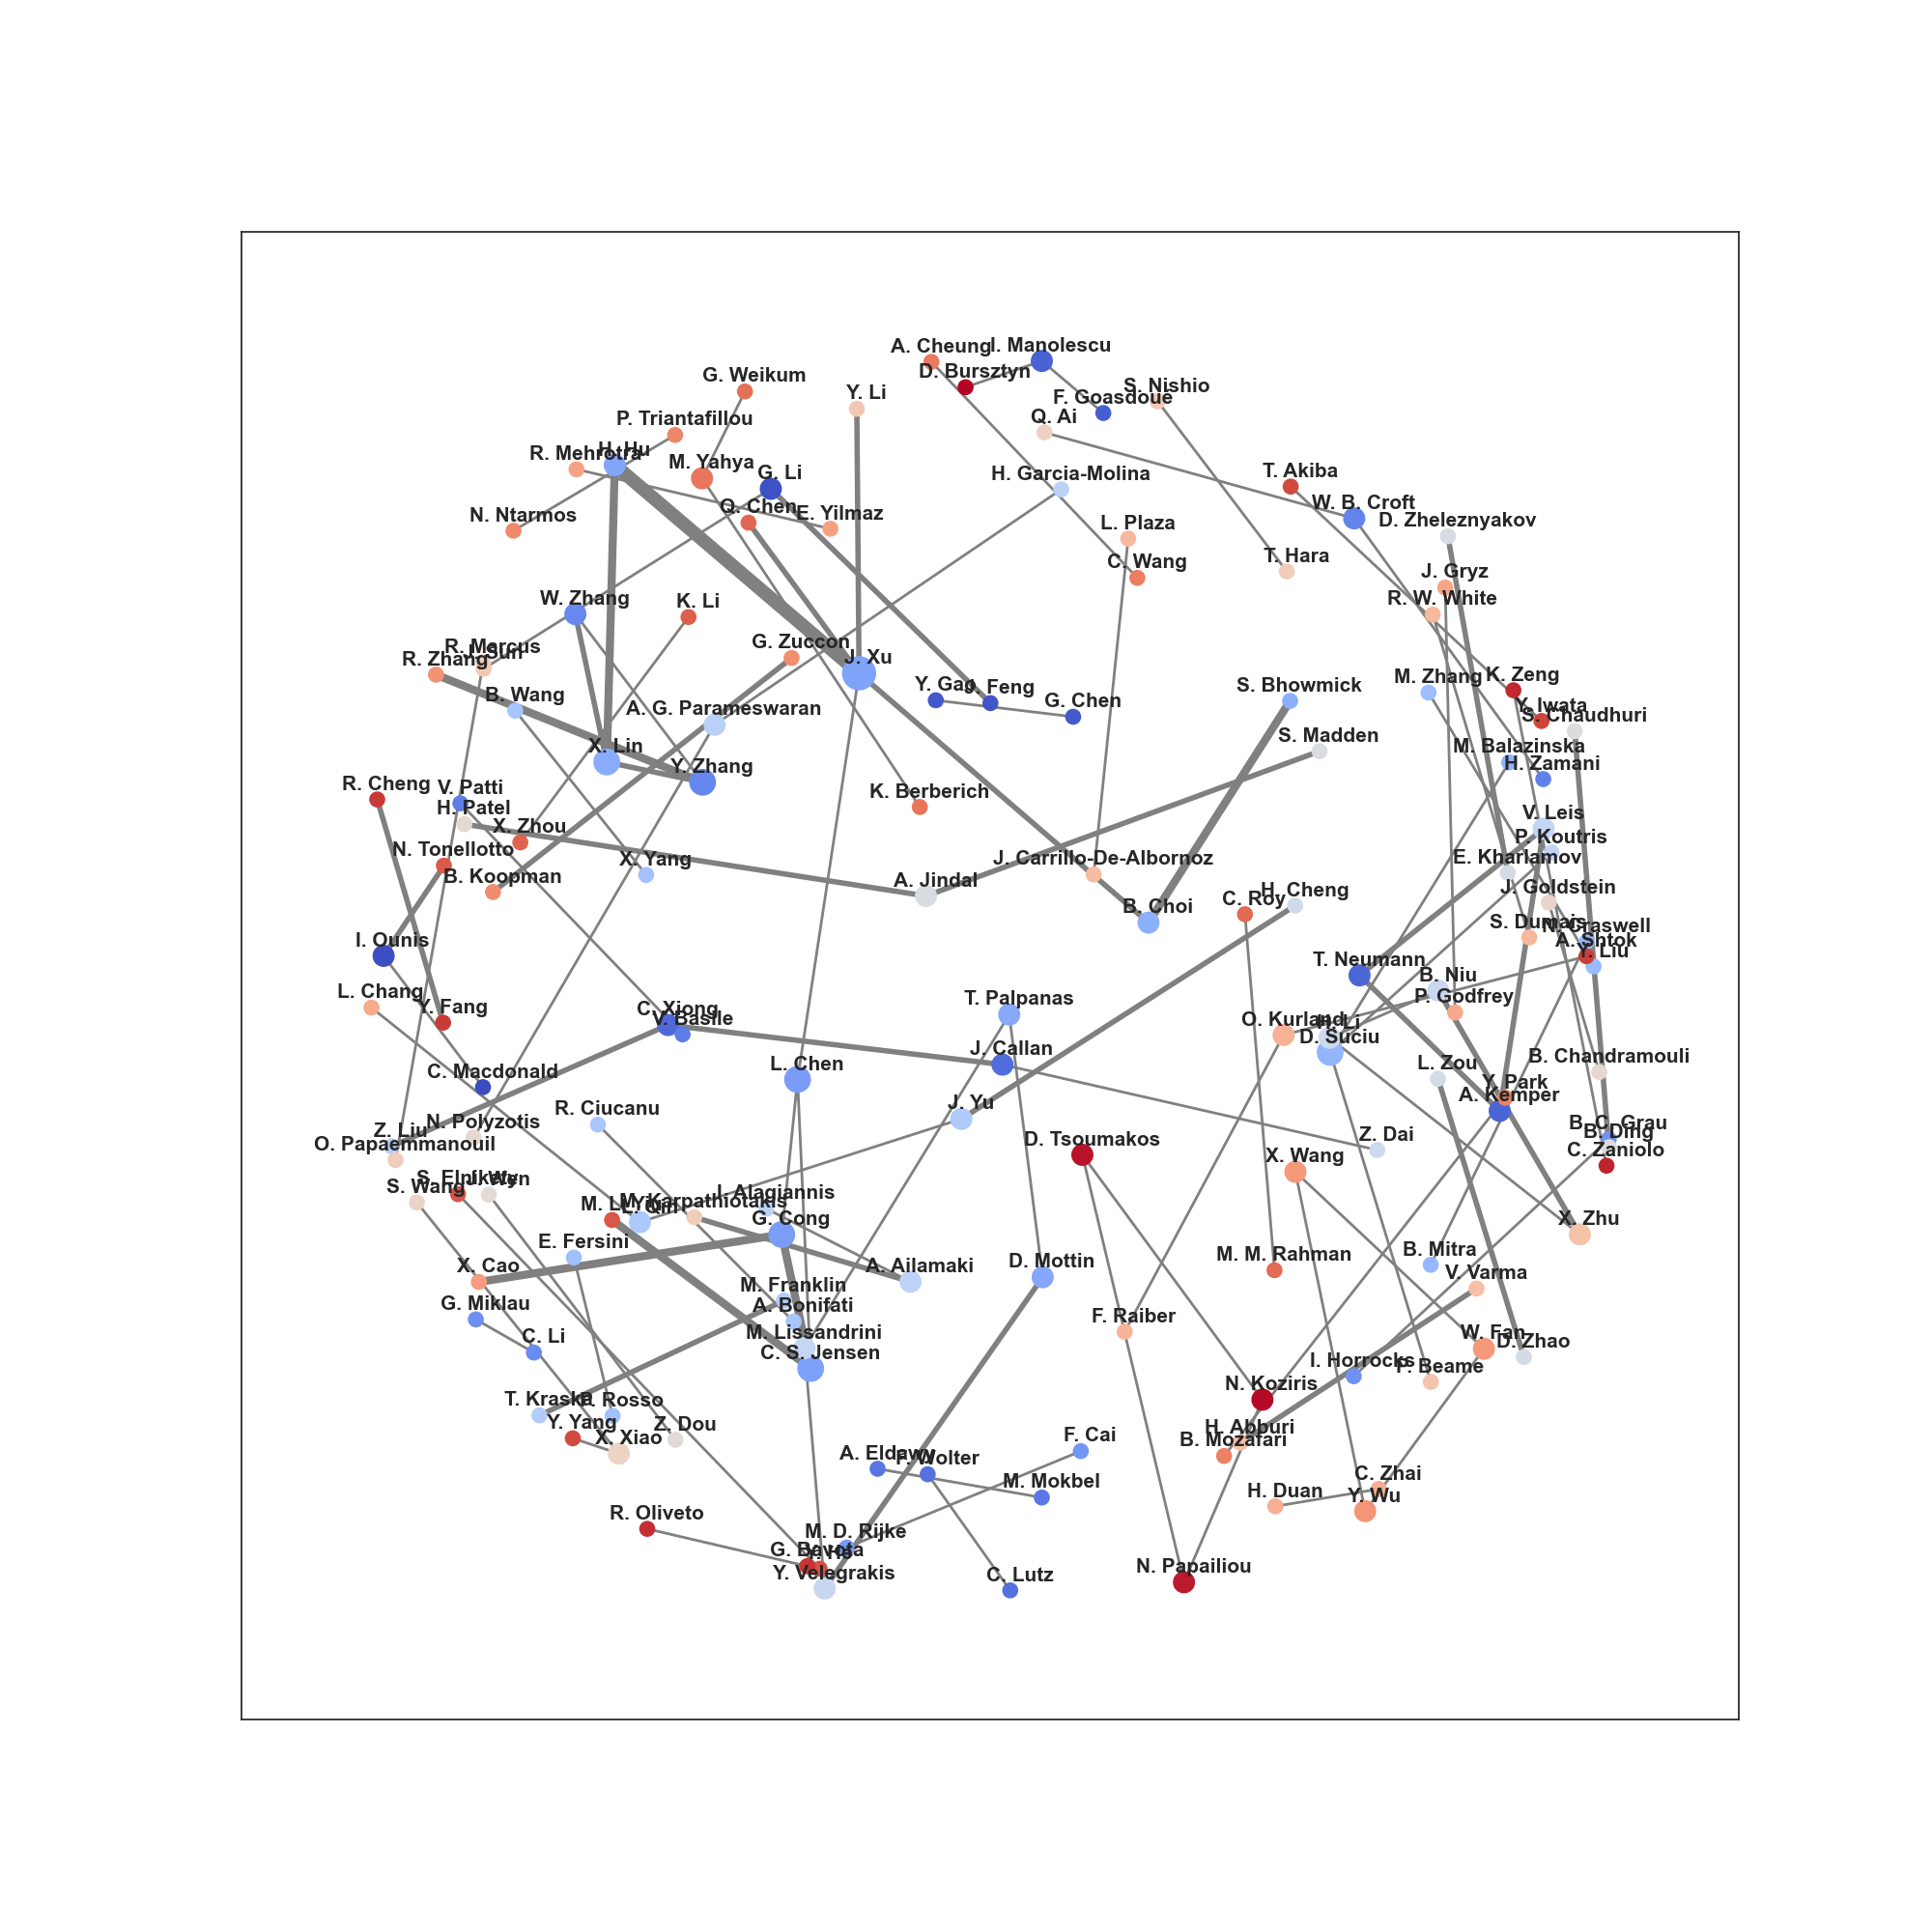 A. Cheung
I. Manolescu
D. Bursztyn
G. Weikum
S. Nishio
Y. Li
F. Goasdoué
Q. Ai
P. Triantafillou
H. Hu
R. Mehrotra
M. Yahya
G. Li
H. Garcia-Molina
T. Akiba
W. B. Croft
Q. Chen
E. Yilmaz
N. Ntarmos
L. Plaza
D. Zheleznyakov
C. Wang
T. Hara
J. Gryz
W. Zhang
K. Li
R. W. White
G. Zuccon
R. Marcus
J. Sun
R. Zhang
J. Xu
Y. Gao
J. Feng
G. Chen
S. Bhowmick
M. Zhang
K. Zeng
B. Wang
A. G. Parameswaran
Y. Iwata
S. Chaudhuri
S. Madden
X. Lin
M. Balazinska
Y. Zhang
H. Zamani
R. Cheng
V. Patti
K. Berberich
H. Patel
V. Leis
X. Zhou
P. Koutris
N. Tonellotto
X. Yang
J. Carrillo-De-Albornoz
E. Kharlamov
B. Koopman
A. Jindal
H. Cheng
J. Goldstein
C. Roy
B. Choi
S. Dumais
N. Craswell
I. Ounis
A. Shtok
Y. Liu
T. Neumann
B. Niu
L. Chang
Y. Fang
T. Palpanas
P. Godfrey
C. Xiong
V. Basile
O. Kurland
H. Li
D. Suciu
J. Callan
L. Chen
C. Macdonald
L. Zou
B. Chandramouli
Y. Park
A. Kemper
R. Ciucanu
J. Yu
N. Polyzotis
Z. Liu
O. Papaemmanouil
D. Tsoumakos
Z. Dai
B. C. Grau
B. Ding
C. Zaniolo
X. Wang
S. Elnikety
J. Wen
S. Wang
I. Alagiannis
M. Karpathiotakis
L. Qin
G. Cong
X. Zhu
E. Fersini
X. Cao
A. Ailamaki
D. Mottin
M. M. Rahman
B. Mitra
V. Varma
M. Franklin
G. Miklau
A. Bonifati
F. Raiber
C. Li
M. Lissandrini
C. S. Jensen
W. Fan
D. Zhao
I. Horrocks
P. Beame
N. Koziris
T. Kraska
P. Rosso
Y. Yang
Z. Dou
X. Xiao
F. Cai
H. Abburi
B. Mozafari
A. Eldawy
F. Wolter
M. Mokbel
C. Zhai
H. Duan
Y. Wu
R. Oliveto
M. D. Rijke
G. Bavota
Y. Velegrakis
C. Lutz
N. Papailiou